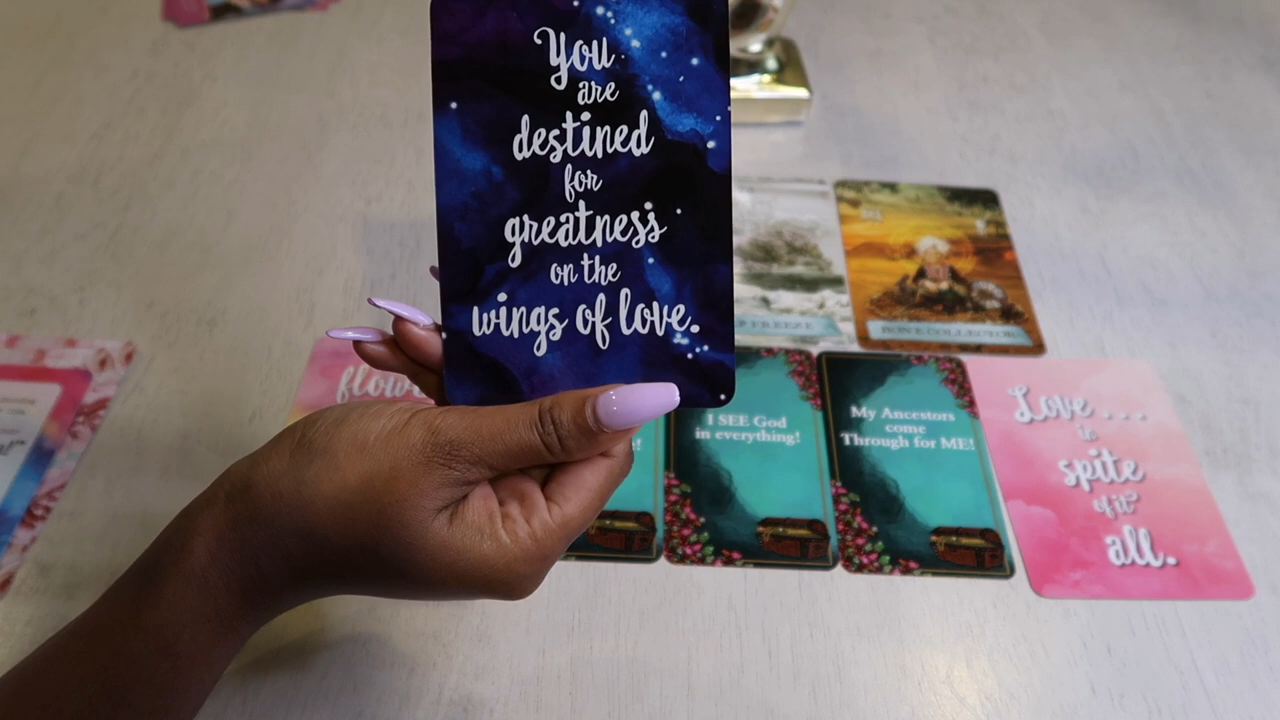 You
are
destined
for
greatness
on the
wings of love.
FREEZE
BONE COLLECTOR
I SEE God
in everything!
My Ancestors
come
Through for ME!
Love...
in
spite
of it
all.